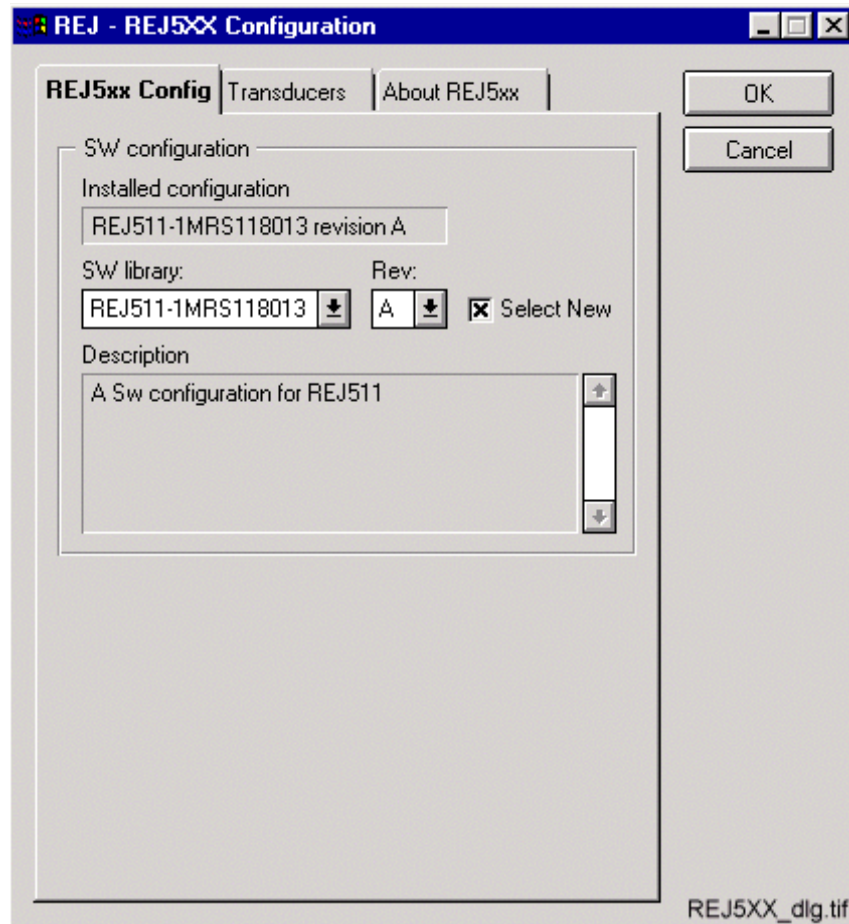 REJ - REJ5XX Configuration
REJ5xx Config Transducers About REJ5xx
OK
Cancel
SW configuration
Installed configuration
REJ511-1MRS118013 revision A
SW library: Rev:
REJ511-1MRS118013 A Select New
Description
A Sw configuration for REJ511
REJ5XX_dlg.tif